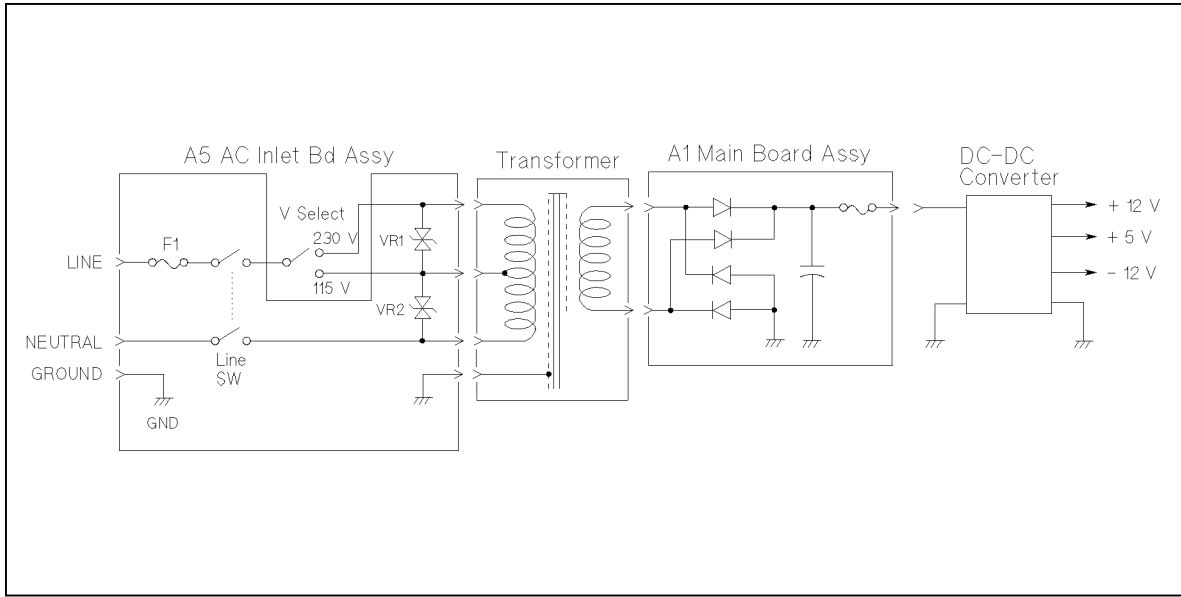 A5 AC Inlet Bd Assy
Transformer
A1 Main Board Assy
DC-DC
Converter
V Select
230 V
115 V
F1
VR1
VR2
LINE
NEUTRAL
GROUND
Line
SW
GND
+ 12 V
+ 5 V
- 12 V